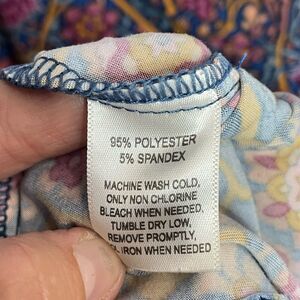 95% POLYESTER
5% SPANDEX
MACHINE WASH COLD,
ONLY NON CHLORINE
BLEACH WHEN NEEDED,
TUMBLE DRY LOW,
REMOVE PROMPTLY,
IRON WHEN NEEDED